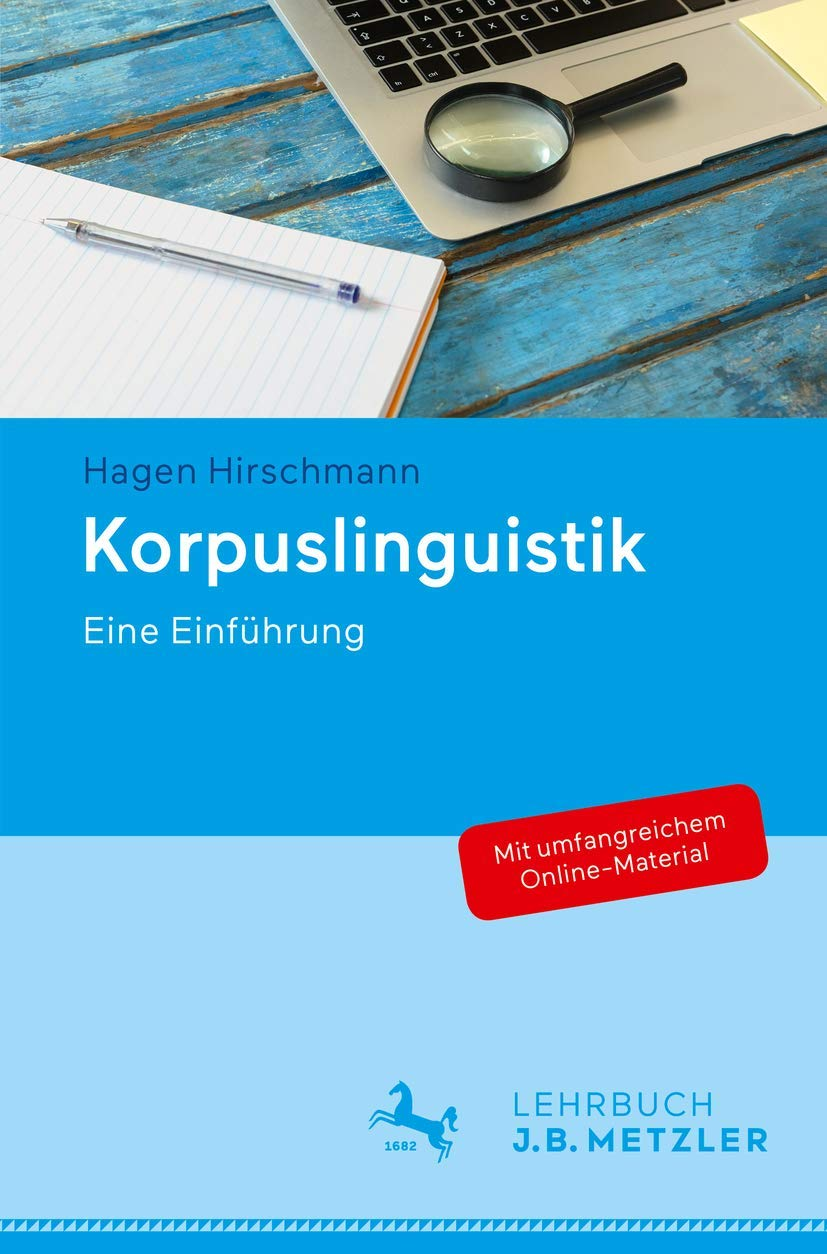 Hagen Hirschmann
Korpuslinguistik
Eine Einführung
Mit umfangreichem
Online-Material
1682
LEHRBUCH
J.B. METZLER